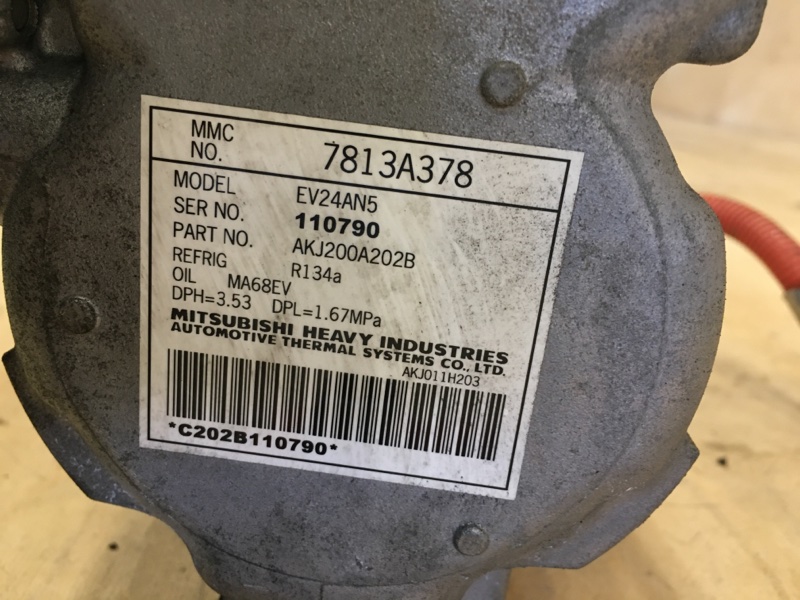 MMC NO. 7813A378
MODEL EV24AN5
SER NO. 110790
PART NO. AKJ200A202B
REFRIG R134a
OIL MA68EV
DPH=3.53 DPL=1.67MPa
MITSUBISHI HEAVY INDUSTRIES
AUTOMOTIVE THERMAL SYSTEMS CO., LTD.
AKJ011H203
*C202B110790*